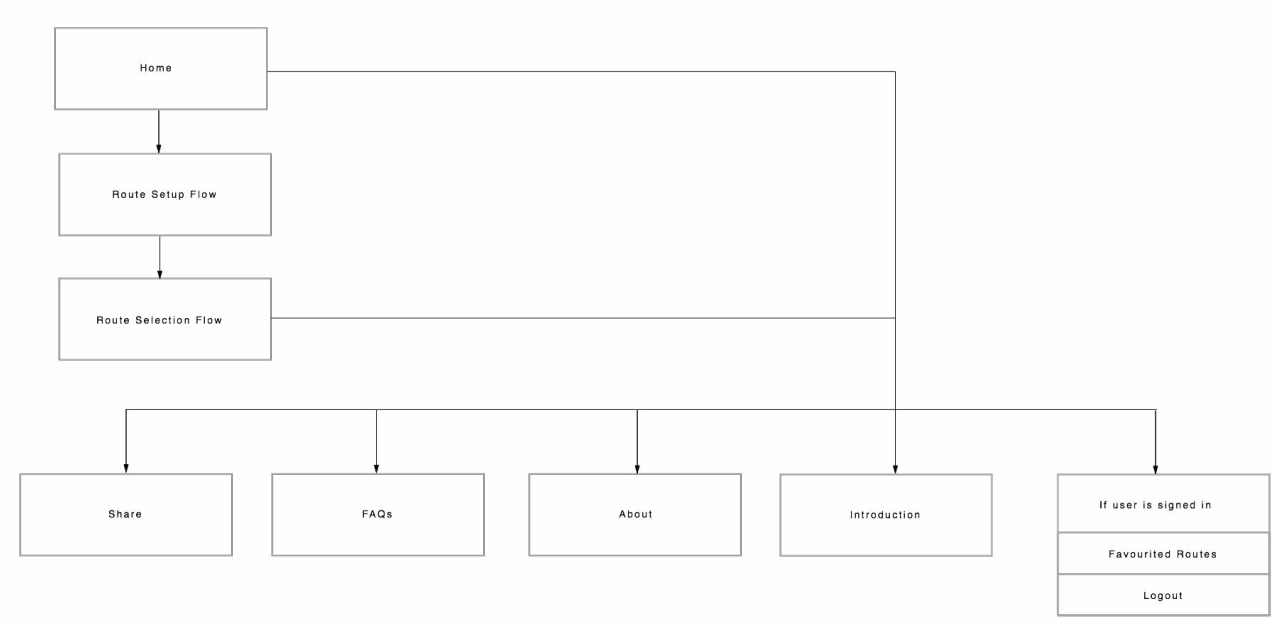 Home
Route Setup Flow
Route Selection Flow
Share
FAQs
About
Introduction
If user is signed in
Favourited Routes
Logout